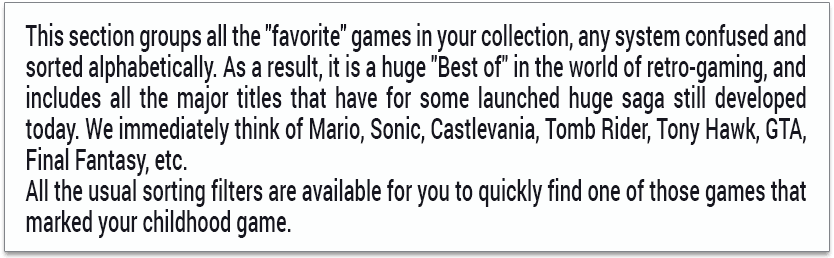 This section groups all the "favorite" games in your collection, any system confused and
sorted alphabetically. As a result, it is a huge "Best of" in the world of retro-gaming, and
includes all the major titles that have for some launched huge saga still developed
today. We immediately think of Mario, Sonic, Castlevania, Tomb Rider, Tony Hawk, GTA,
Final Fantasy, etc.
All the usual sorting filters are available for you to quickly find one of those games that
marked your childhood game.